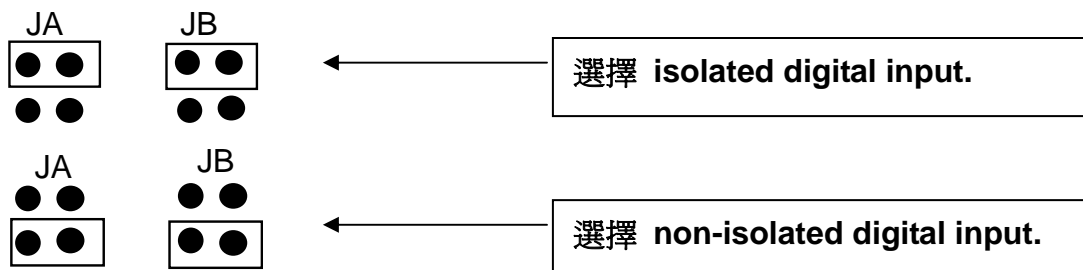 JA JB
選擇 isolated digital input.
JA JB
選擇 non-isolated digital input.